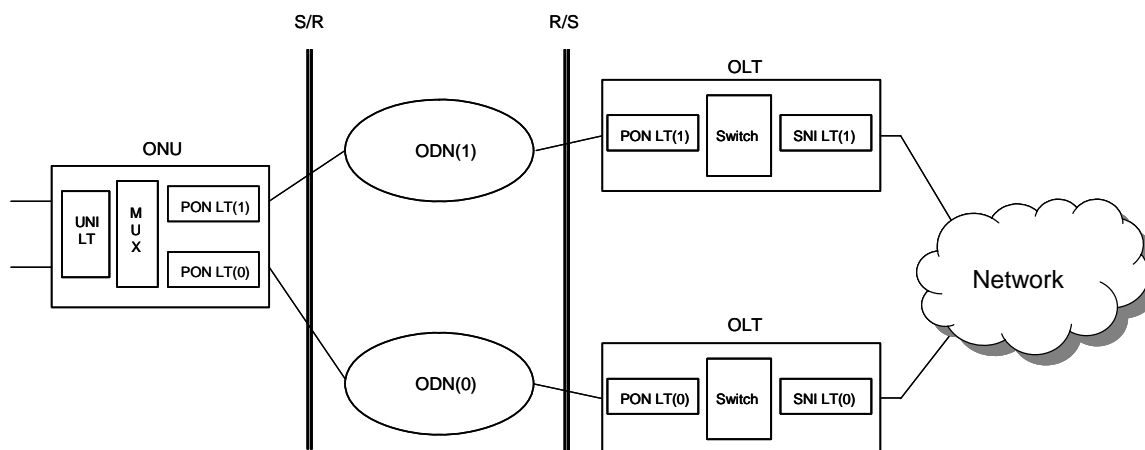 S/R
R/S
OLT
ONU
ODN(1)
PON LT(1)
Switch
SNI LT(1)
UNI
LT
M
U
X
PON LT(1)
PON LT(0)
Network
OLT
ODN(0)
PON LT(0)
Switch
SNI LT(0)